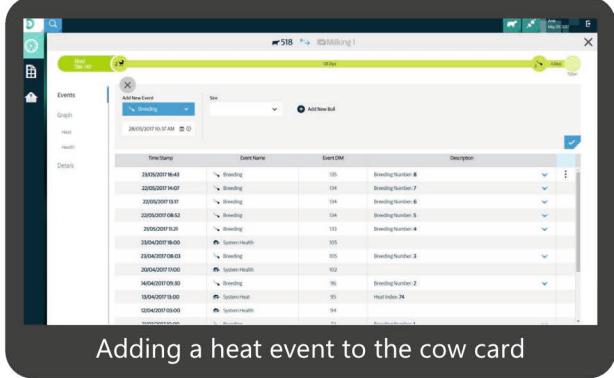 518 Milking 1
Events
Graph
Heat
Health
Details
Add New Event
Breeding
28/05/2017 10:37 AM
Sire
Add New Bull
Time Stamp Event Name Event DIM Description
23/05/2017 16:43 Breeding 135 Breeding Number: 8
22/05/2017 14:07 Breeding 134 Breeding Number: 7
22/05/2017 13:17 Breeding 134 Breeding Number: 6
22/05/2017 08:52 Breeding 134 Breeding Number: 5
21/05/2017 11:21 Breeding 133 Breeding Number: 4
23/04/2017 18:00 System Health 105
23/04/2017 08:03 Breeding 105 Breeding Number: 3
20/04/2017 17:00 System Health 102
14/04/2017 09:30 Breeding 96 Breeding Number: 2
13/04/2017 13:00 System Heat 95 Heat Index: 74
12/04/2017 03:00 System Health 94
Adding a heat event to the cow card